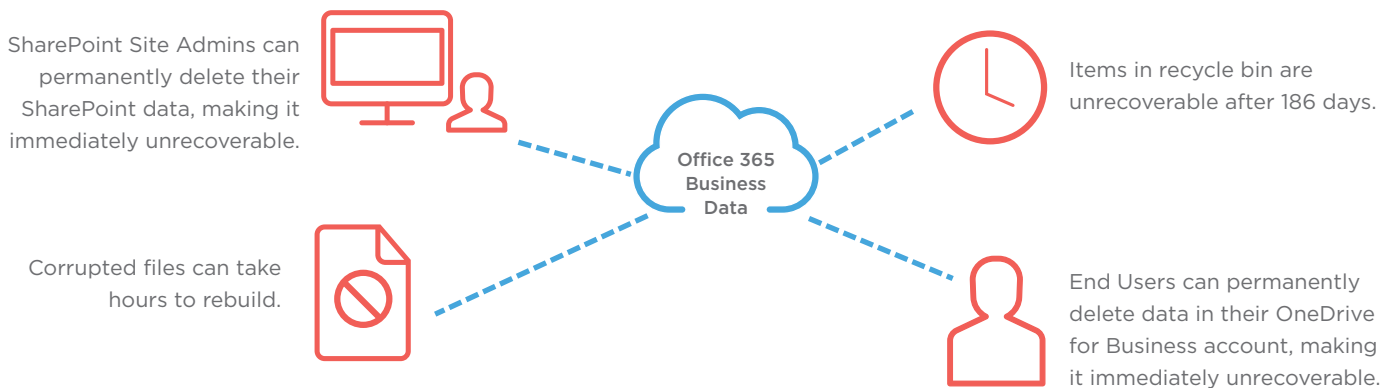 SharePoint Site Admins can
permanently delete their
SharePoint data, making it
immediately unrecoverable.
Items in recycle bin are
unrecoverable after 186 days.
Office 365
Business
Data
Corrupted files can take
hours to rebuild.
End Users can permanently
delete data in their OneDrive
for Business account, making
it immediately unrecoverable.